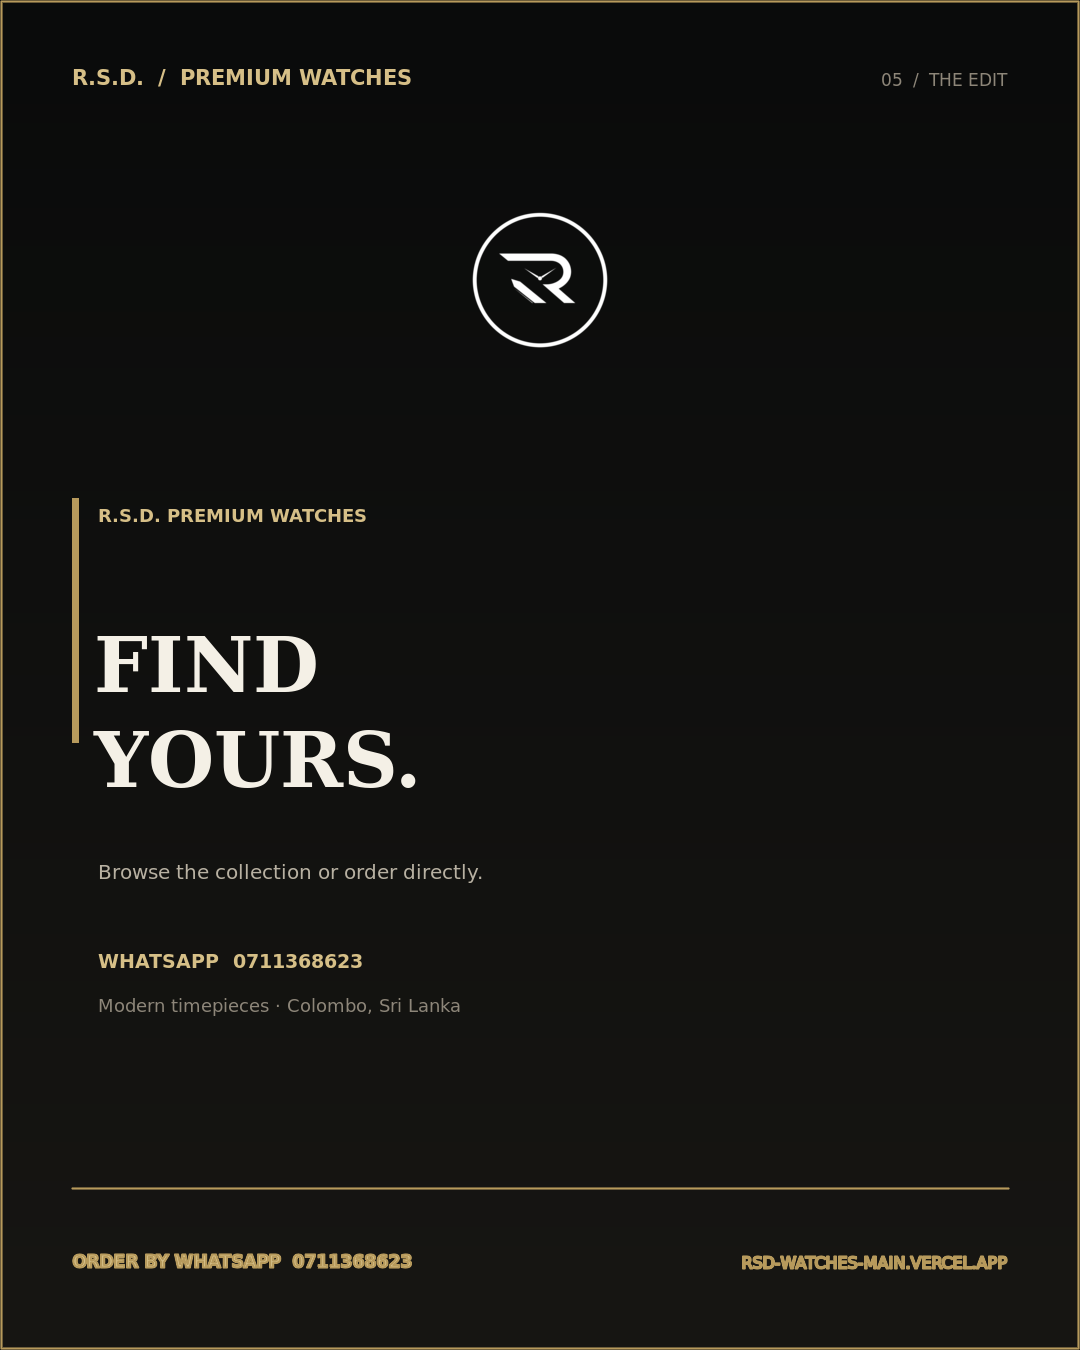 R.S.D. / PREMIUM WATCHES
05 / THE EDIT
R.S.D. PREMIUM WATCHES
FIND
YOURS.
Browse the collection or order directly.
WHATSAPP 0711368623
Modern timepieces · Colombo, Sri Lanka
ORDER BY WHATSAPP 0711368623
RSD-WATCHES-MAIN.VERCEL.APP